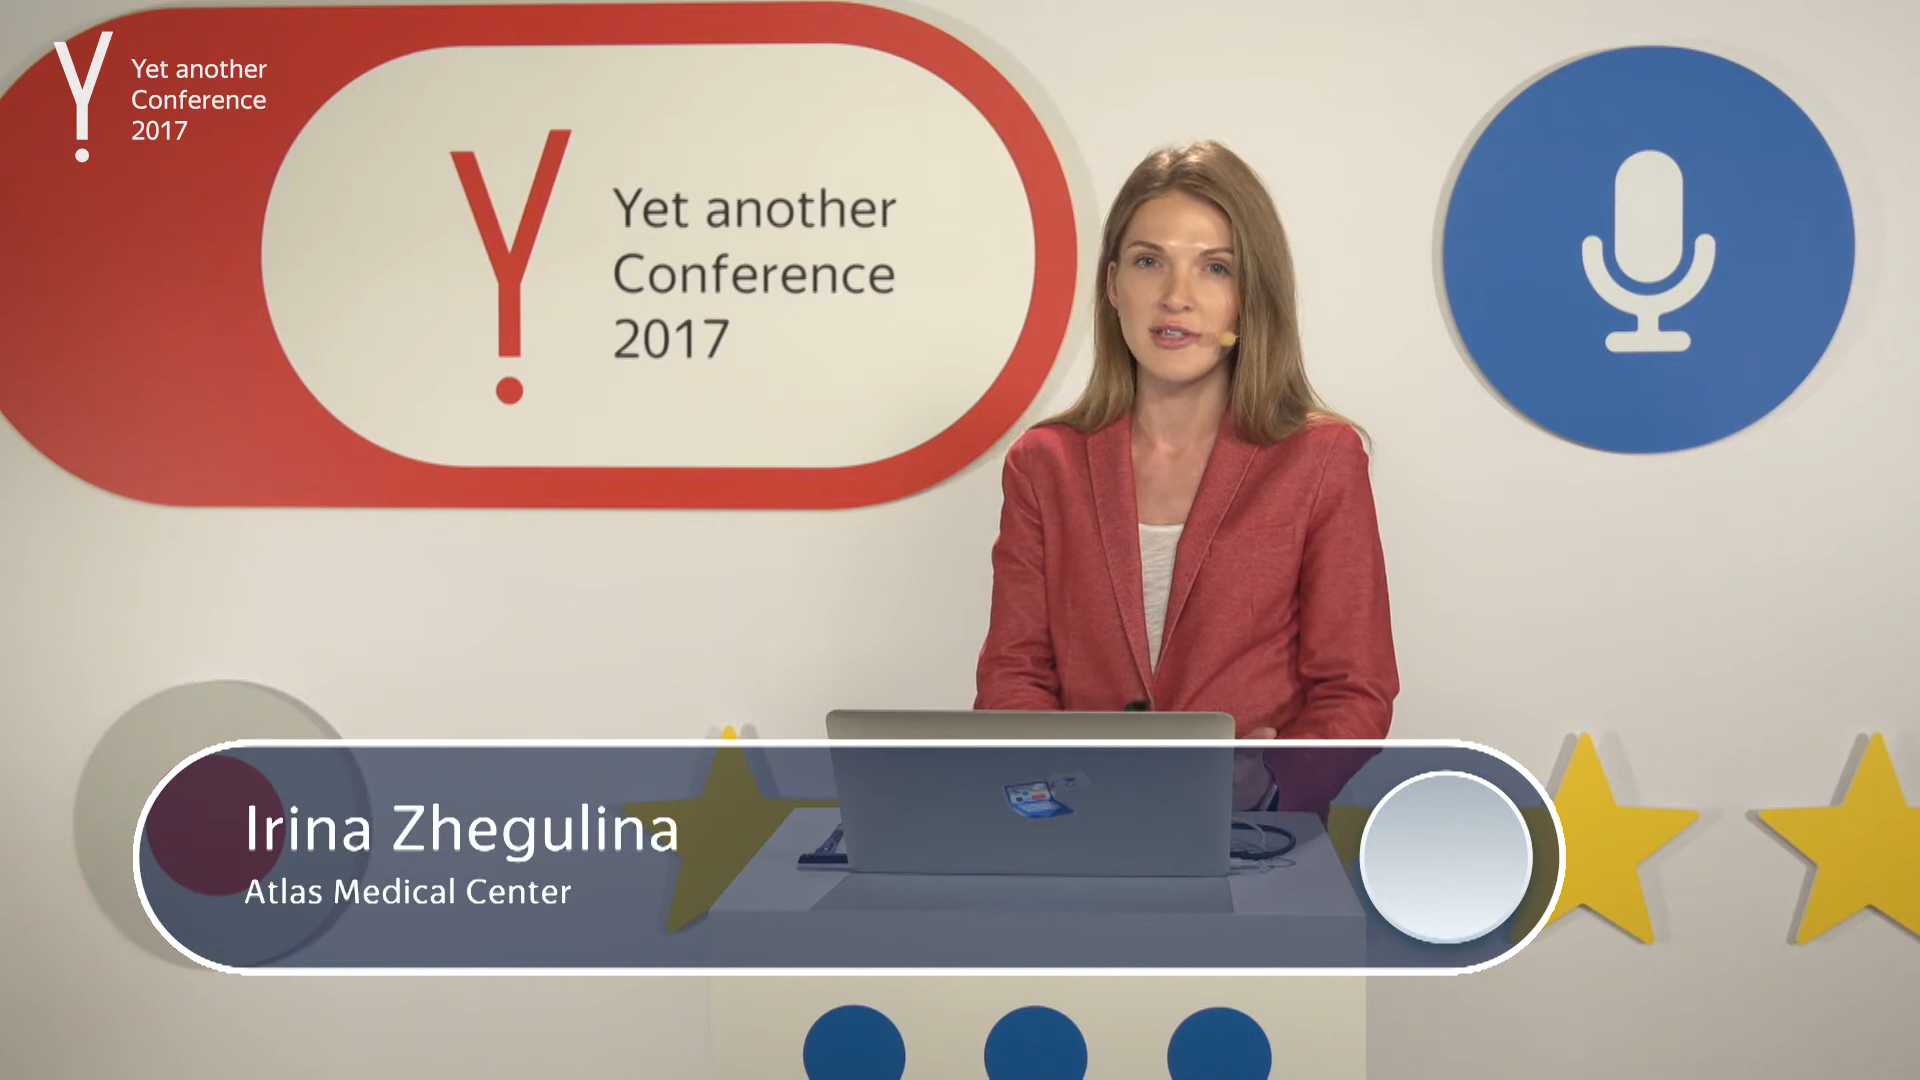 Yet another
Conference
2017
Yet another
Conference
2017
Irina Zhegulina
Atlas Medical Center